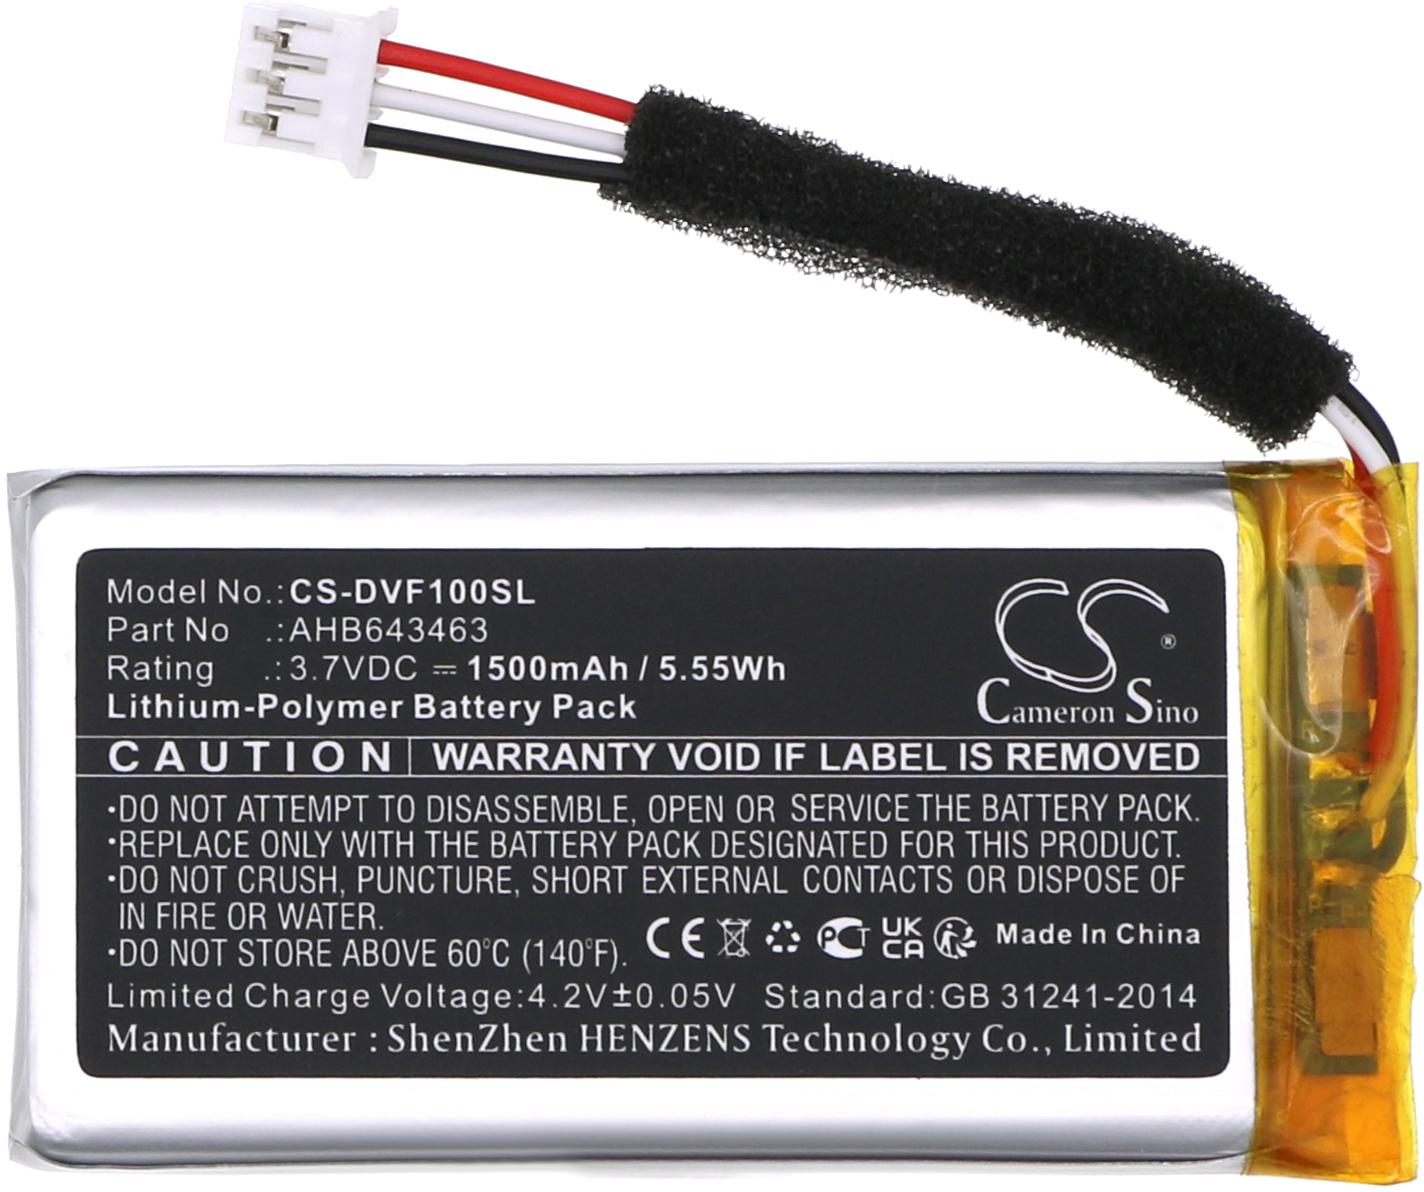 Model No.:CS-DVF100SL
Part No .:AHB643463
Rating .:3.7VDC ⎓ 1500mAh / 5.55Wh
Lithium-Polymer Battery Pack
CS ®
Cameron Sino
CAUTION WARRANTY VOID IF LABEL IS REMOVED
•DO NOT ATTEMPT TO DISASSEMBLE, OPEN OR SERVICE THE BATTERY PACK.
•REPLACE ONLY WITH THE BATTERY PACK DESIGNATED FOR THIS PRODUCT.
•DO NOT CRUSH, PUNCTURE, SHORT EXTERNAL CONTACTS OR DISPOSE OF
IN FIRE OR WATER.
•DO NOT STORE ABOVE 60°C (140°F).
CE PCT UK CA Made In China
Limited Charge Voltage:4.2V±0.05V Standard:GB 31241-2014
Manufacturer : ShenZhen HENZENS Technology Co., Limited